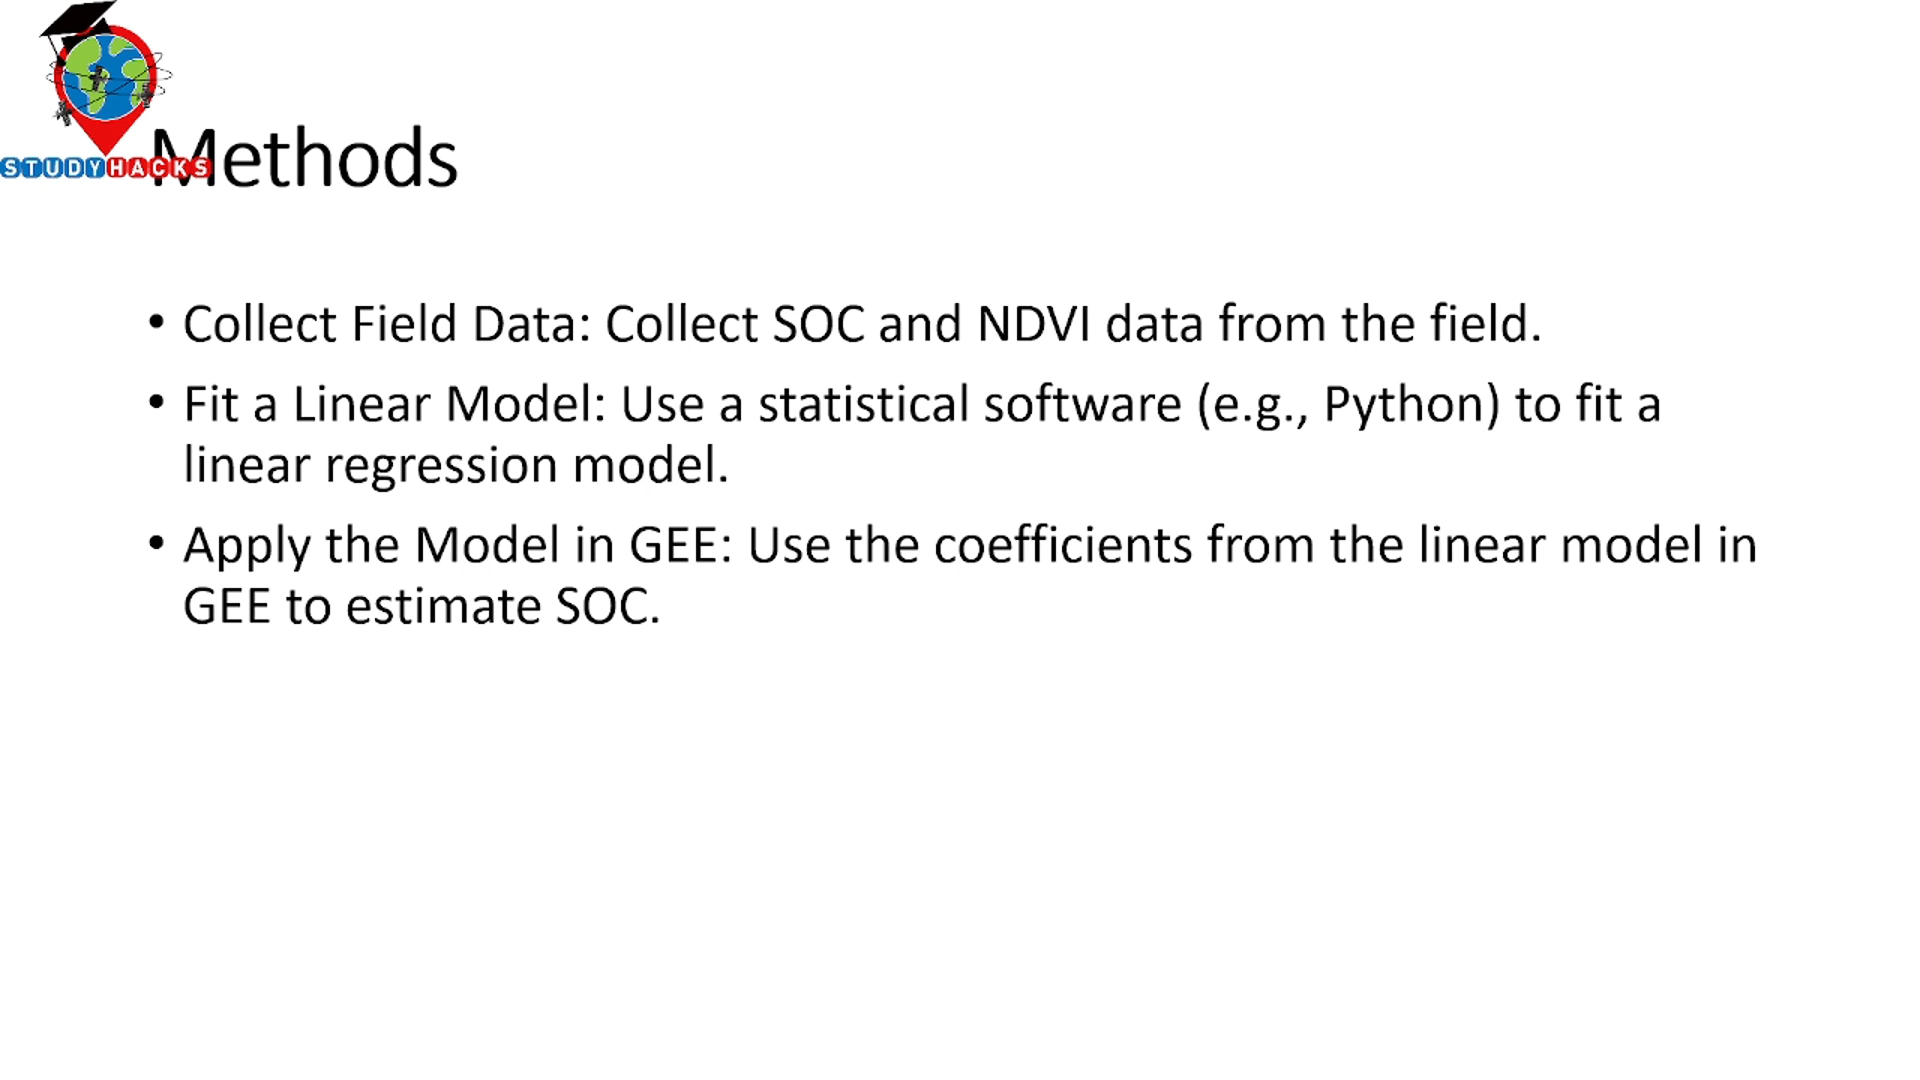 STUDYHACKS
Methods
• Collect Field Data: Collect SOC and NDVI data from the field.
• Fit a Linear Model: Use a statistical software (e.g., Python) to fit a
linear regression model.
• Apply the Model in GEE: Use the coefficients from the linear model in
GEE to estimate SOC.